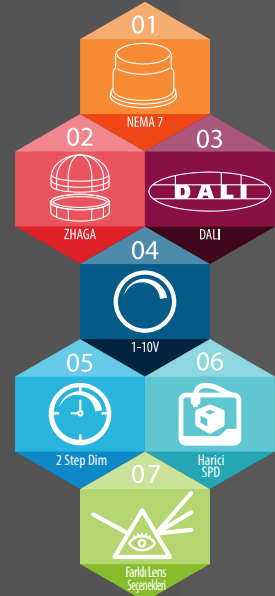 01
NEMA 7
02
ZHAGA
03
DALI
DALI
04
1-10V
05
2 Step Dim
06
Harici
SPD
07
Farklı Lens
Seçenekleri